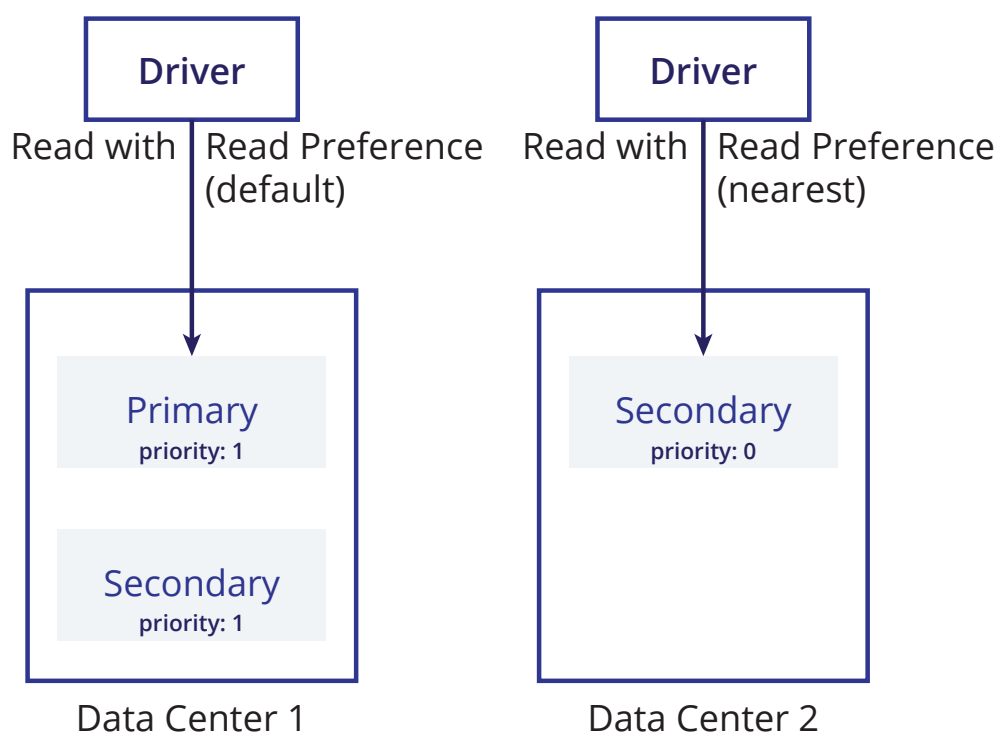 Driver
Read with Read Preference
(default)
Primary
priority: 1
Secondary
priority: 1
Data Center 1
Driver
Read with Read Preference
(nearest)
Secondary
priority: 0
Data Center 2